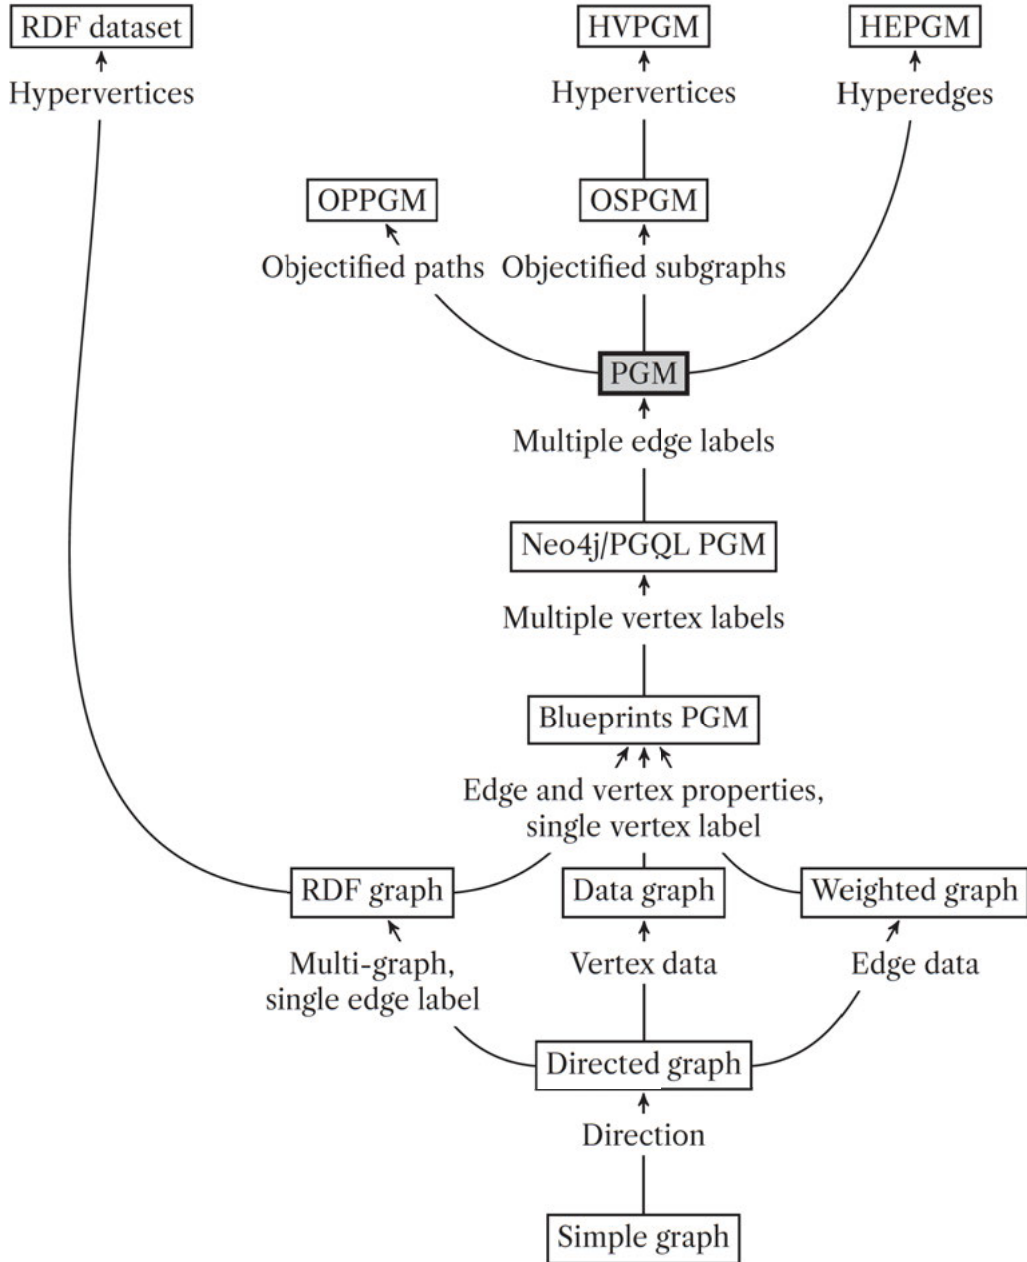 RDF dataset
HVPGM
HEPGM
Hypervertices
Hypervertices
Hyperedges
OPPGM
OSPGM
Objectified paths
Objectified subgraphs
PGM
Multiple edge labels
Neo4j/PGQL PGM
Multiple vertex labels
Blueprints PGM
Edge and vertex properties,
single vertex label
RDF graph
Data graph
Weighted graph
Multi-graph,
single edge label
Vertex data
Edge data
Directed graph
Direction
Simple graph